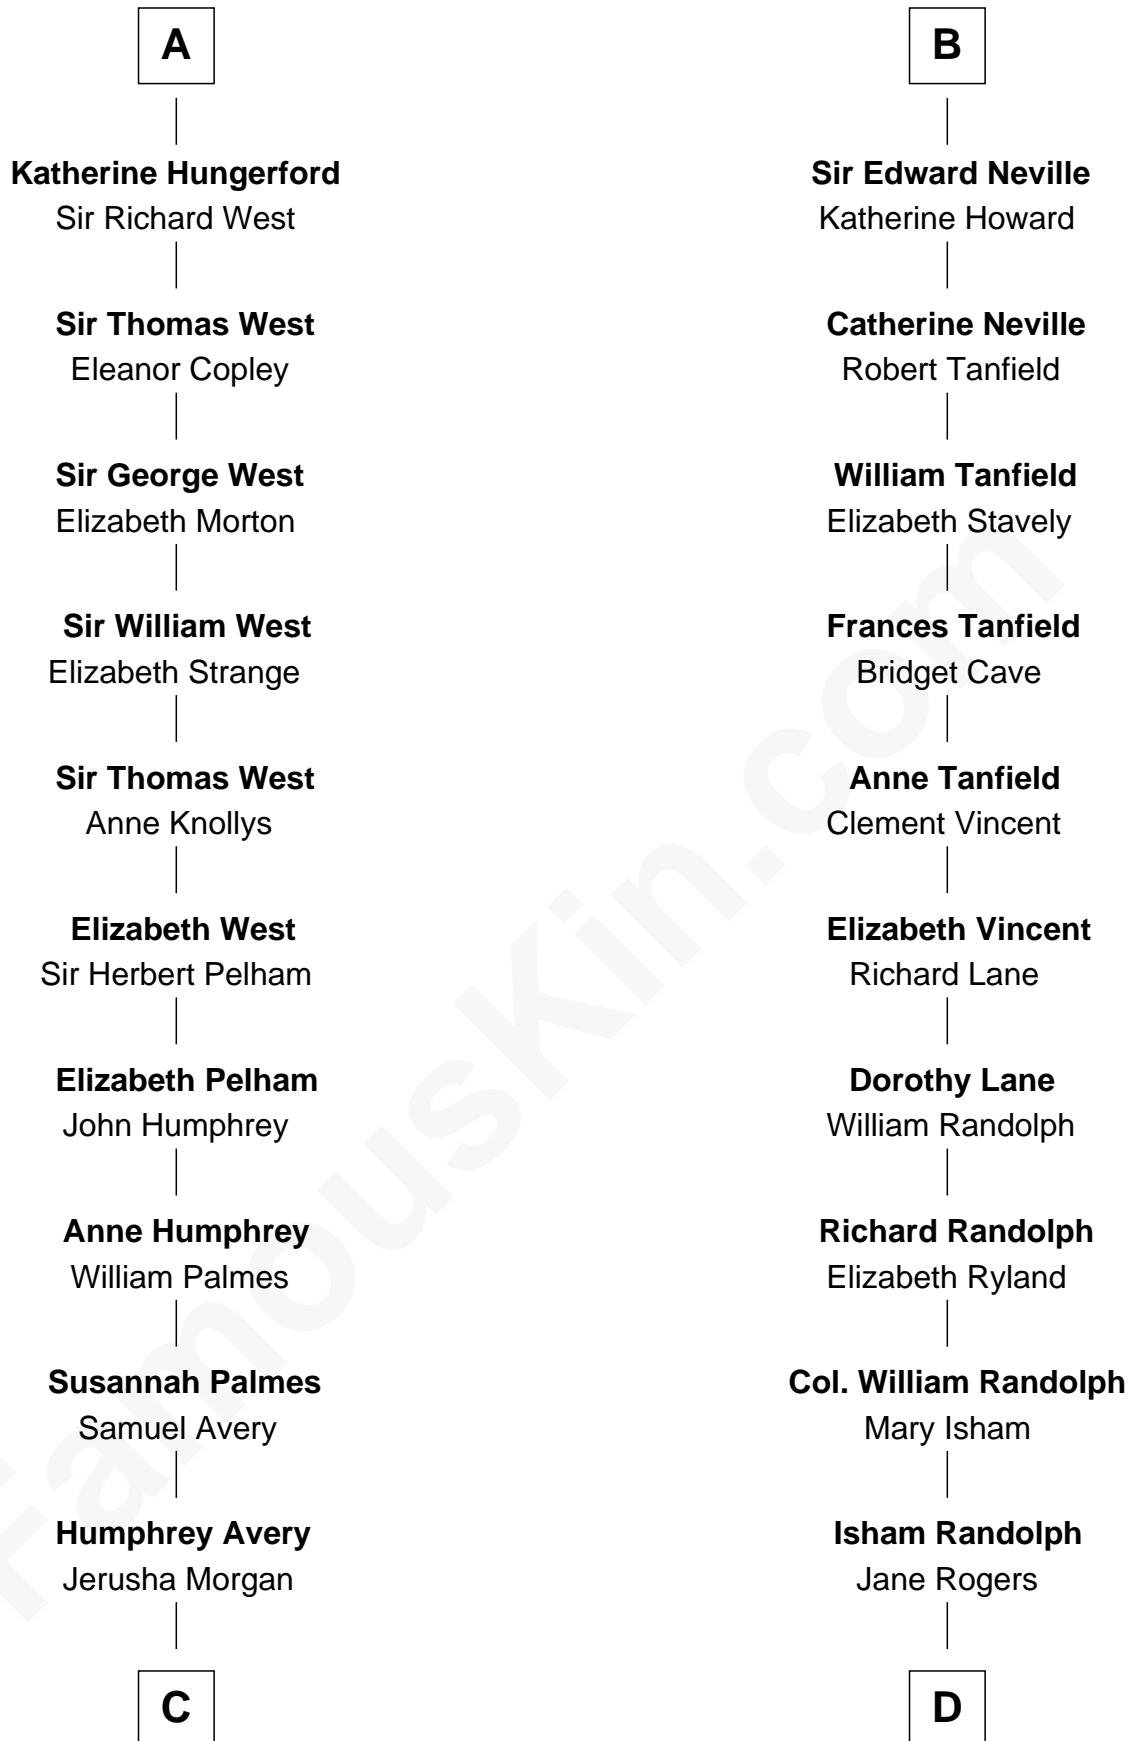 A
Katherine Hungerford
Sir Richard West
Sir Thomas West
Eleanor Copley
Sir George West
Elizabeth Morton
Sir William West
Elizabeth Strange
Sir Thomas West
Anne Knollys
Elizabeth West
Sir Herbert Pelham
Elizabeth Pelham
John Humphrey
Anne Humphrey
William Palmes
Susannah Palmes
Samuel Avery
Humphrey Avery
Jerusha Morgan
C
B
Sir Edward Neville
Katherine Howard
Catherine Neville
Robert Tanfield
William Tanfield
Elizabeth Stavely
Frances Tanfield
Bridget Cave
Anne Tanfield
Clement Vincent
Elizabeth Vincent
Richard Lane
Dorothy Lane
William Randolph
Richard Randolph
Elizabeth Ryland
Col. William Randolph
Mary Isham
Isham Randolph
Jane Rogers
D
FamousKin.com